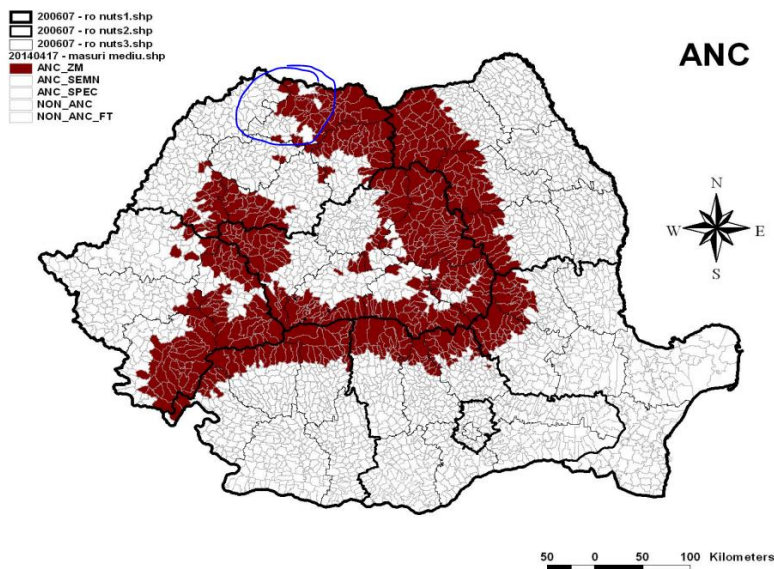 200607 - ro nuts1.shp
200607 - ro nuts2.shp
200607 - ro nuts3.shp
20140417 - masuri mediu.shp
ANC_ZM
ANC_SEMN
ANC_SPEC
NON_ANC
NON_ANC_FT
ANC
N
W E
S
50 0 50 100 Kilometers